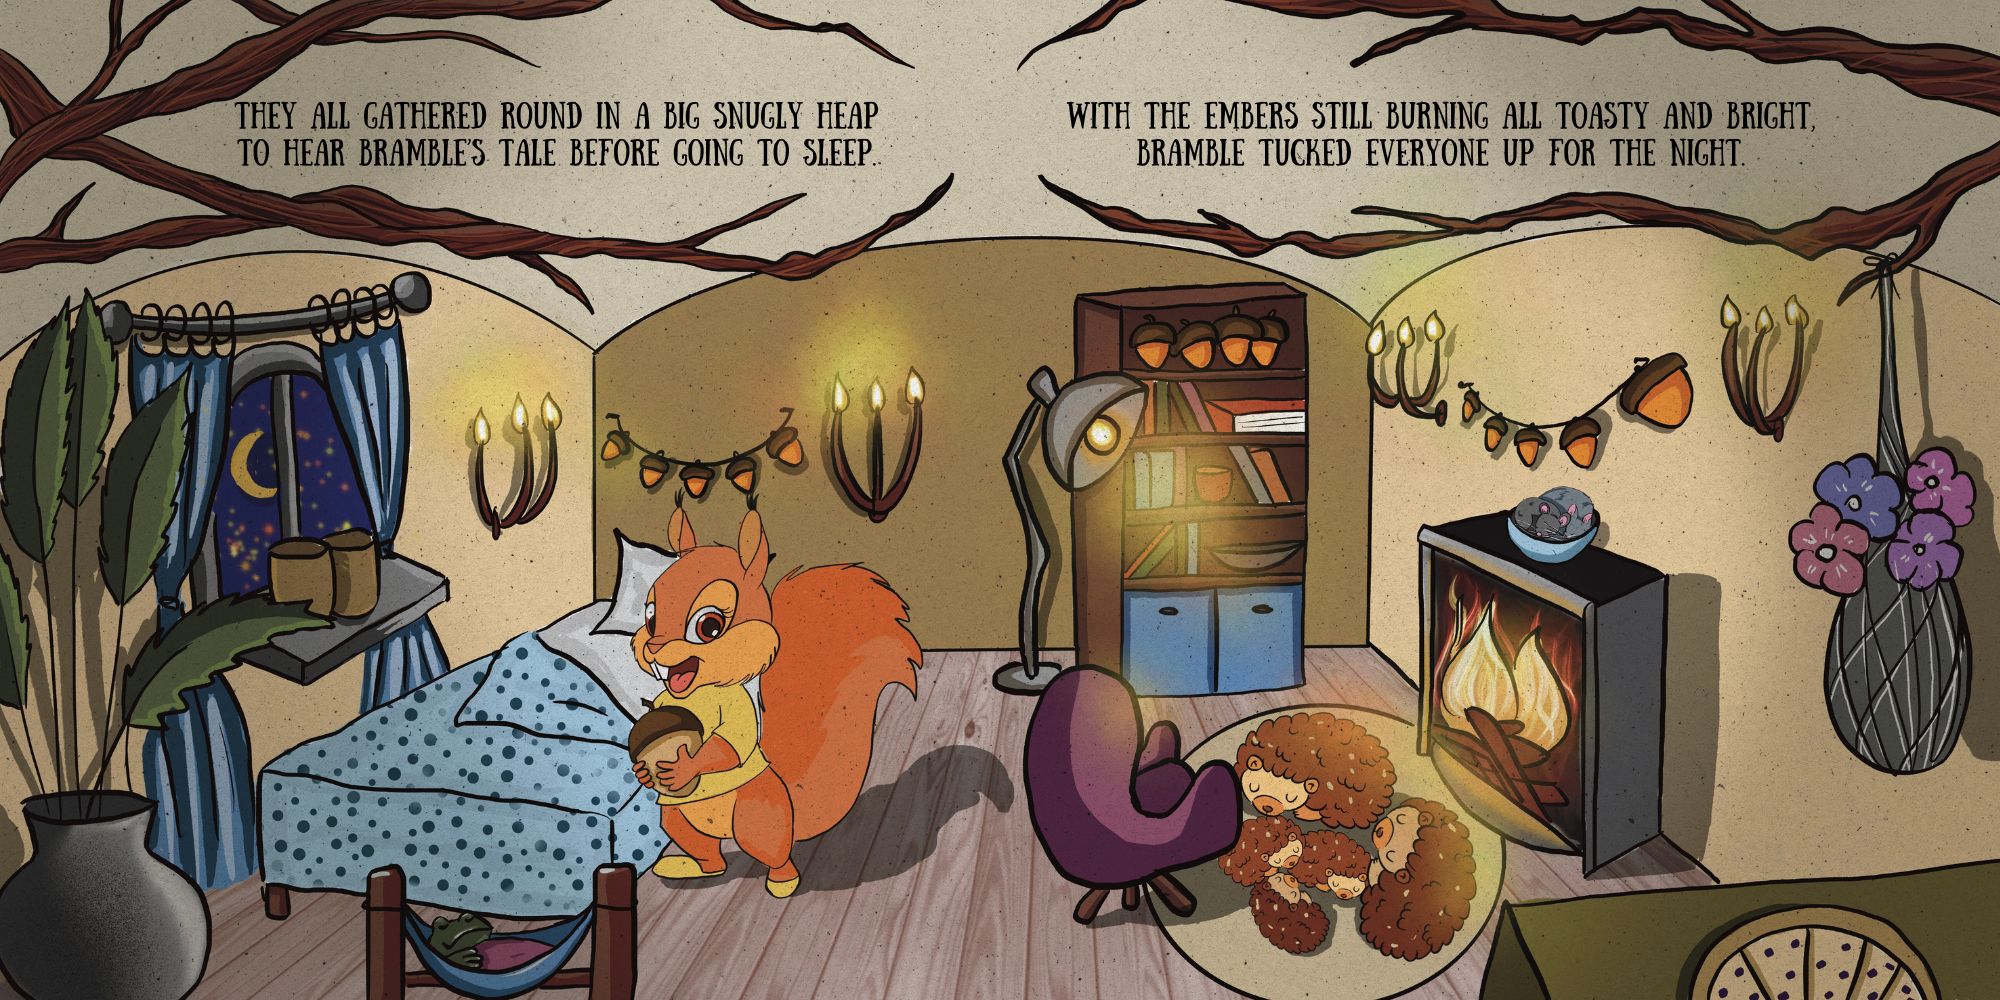 THEY ALL GATHERED ROUND IN A BIG SNUGLY HEAP
TO HEAR BRAMBLE'S TALE BEFORE GOING TO SLEEP.
WITH THE EMBERS STILL BURNING ALL TOASTY AND BRIGHT,
BRAMBLE TUCKED EVERYONE UP FOR THE NIGHT.